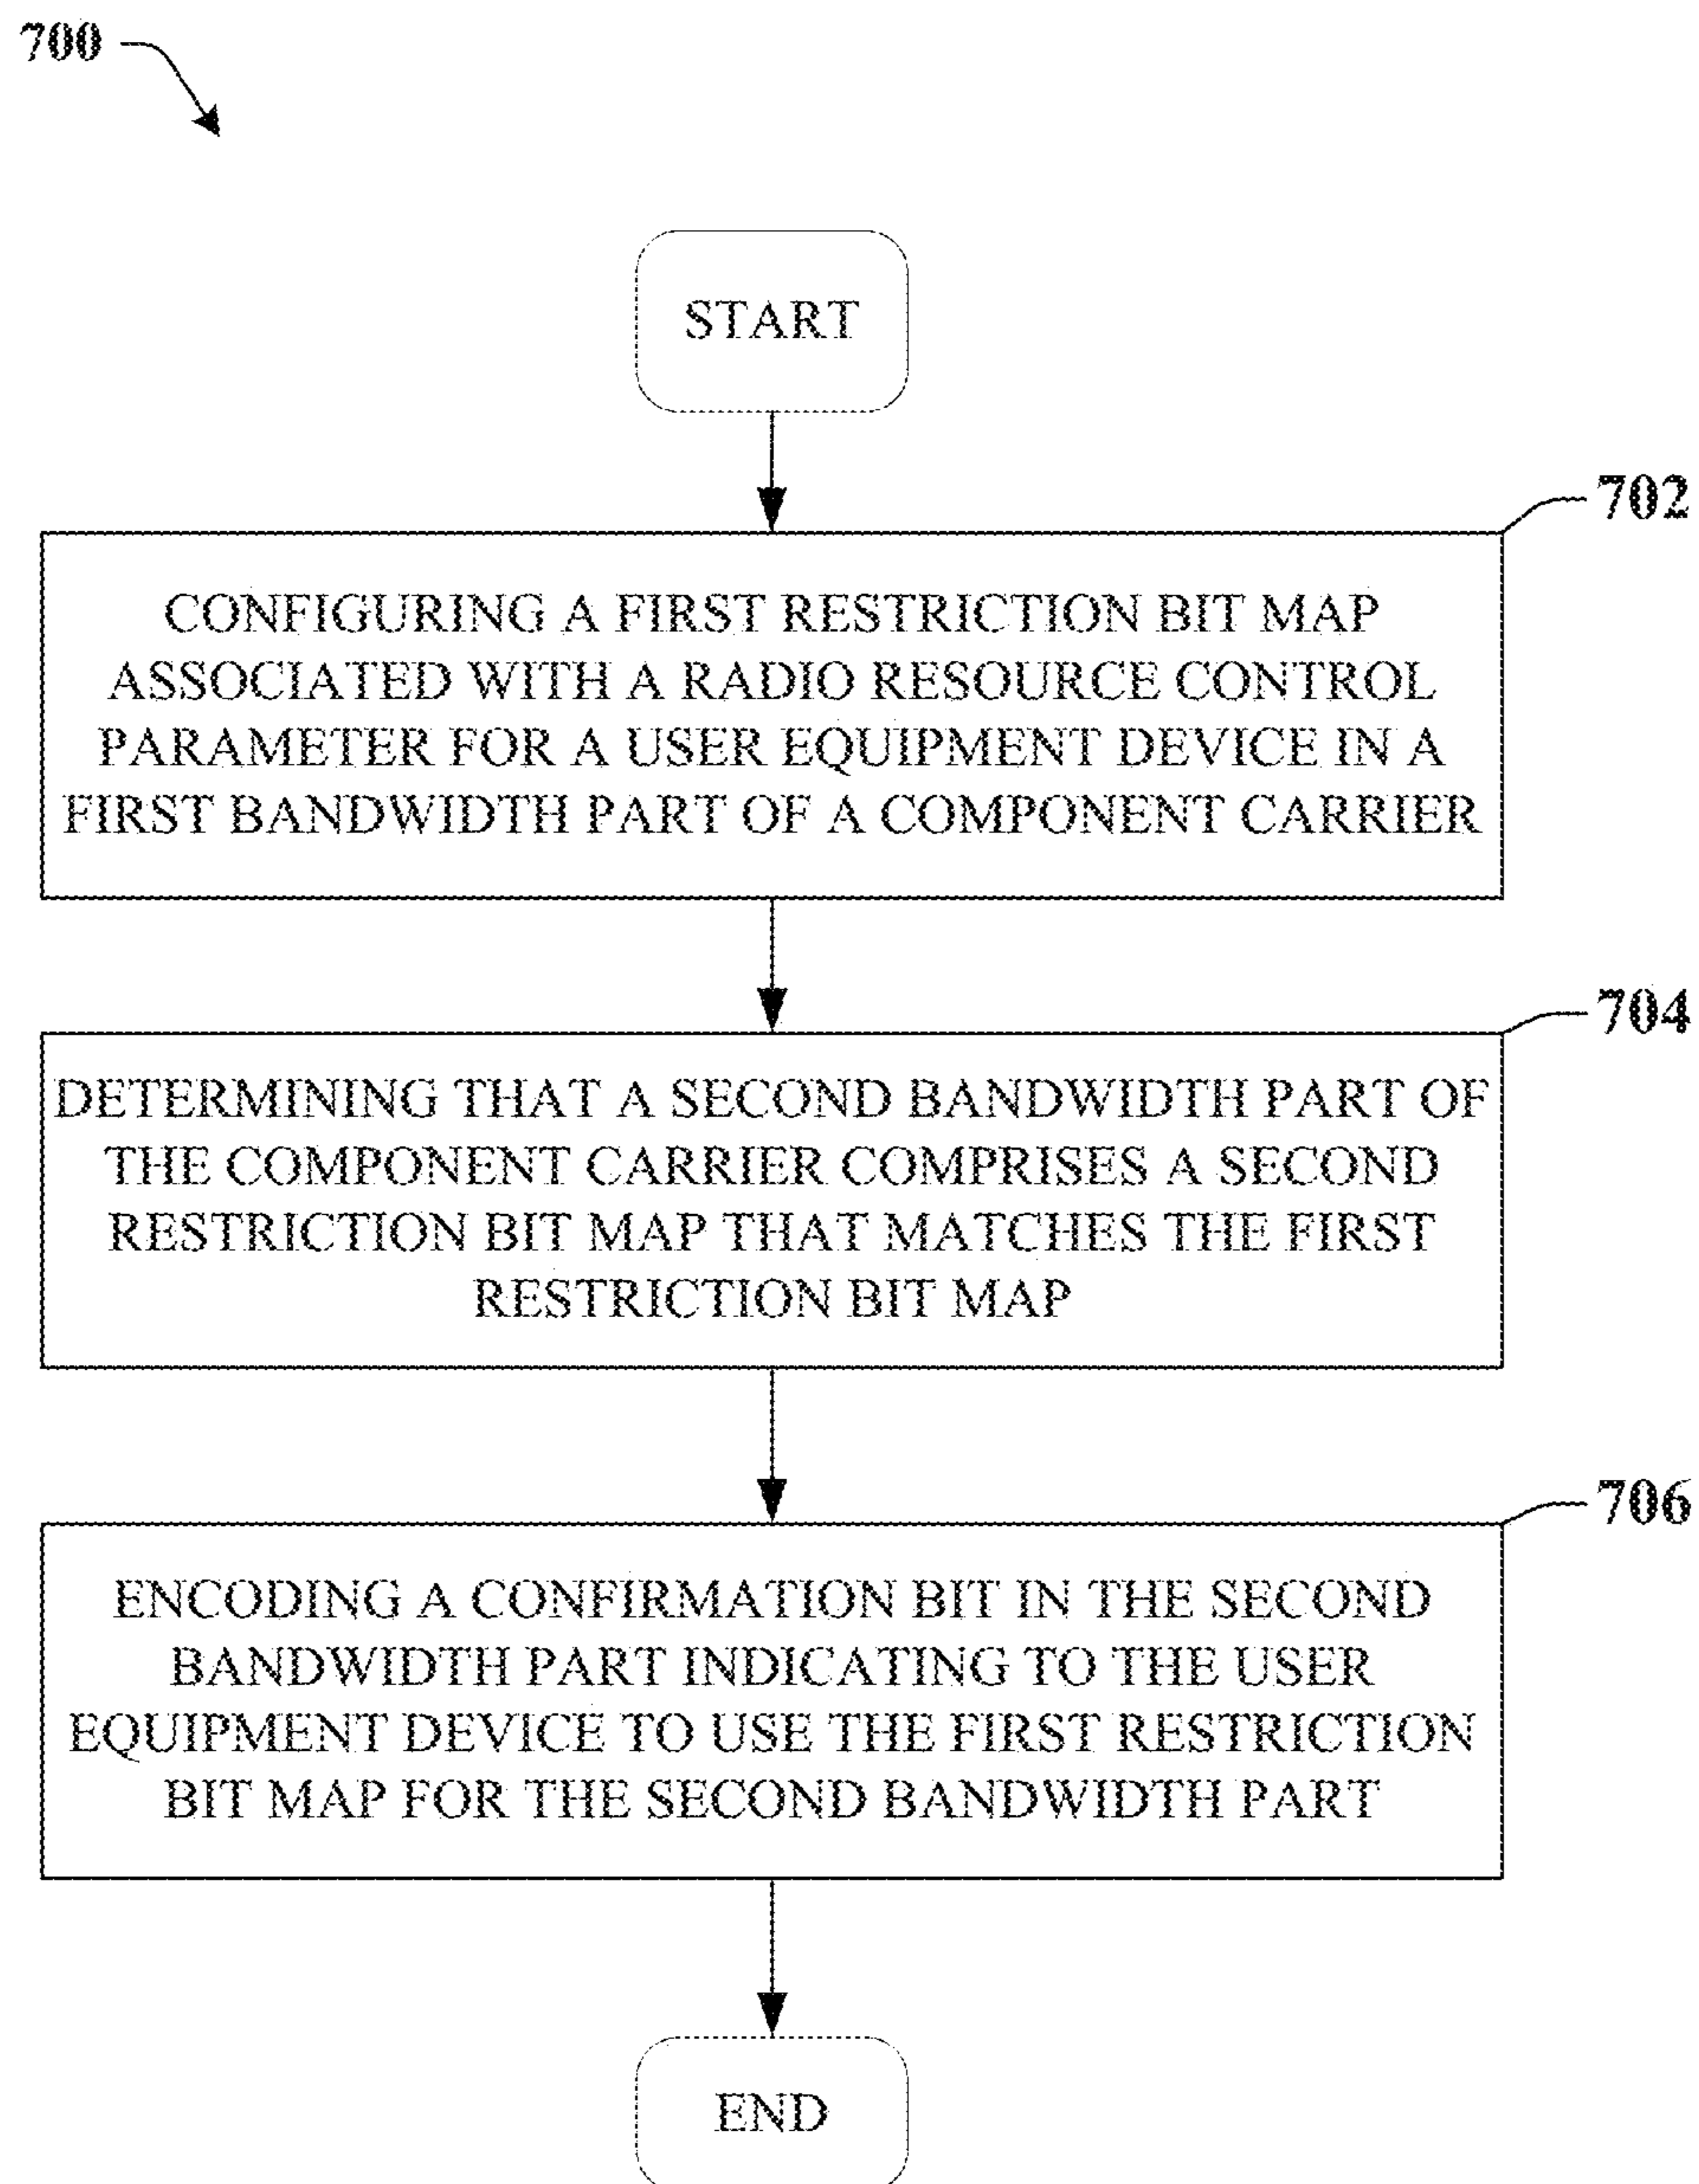 700
START
702
CONFIGURING A FIRST RESTRICTION BIT MAP
ASSOCIATED WITH A RADIO RESOURCE CONTROL
PARAMETER FOR A USER EQUIPMENT DEVICE IN A
FIRST BANDWIDTH PART OF A COMPONENT CARRIER
704
DETERMINING THAT A SECOND BANDWIDTH PART OF
THE COMPONENT CARRIER COMPRISES A SECOND
RESTRICTION BIT MAP THAT MATCHES THE FIRST
RESTRICTION BIT MAP
706
ENCODING A CONFIRMATION BIT IN THE SECOND
BANDWIDTH PART INDICATING TO THE USER
EQUIPMENT DEVICE TO USE THE FIRST RESTRICTION
BIT MAP FOR THE SECOND BANDWIDTH PART
END